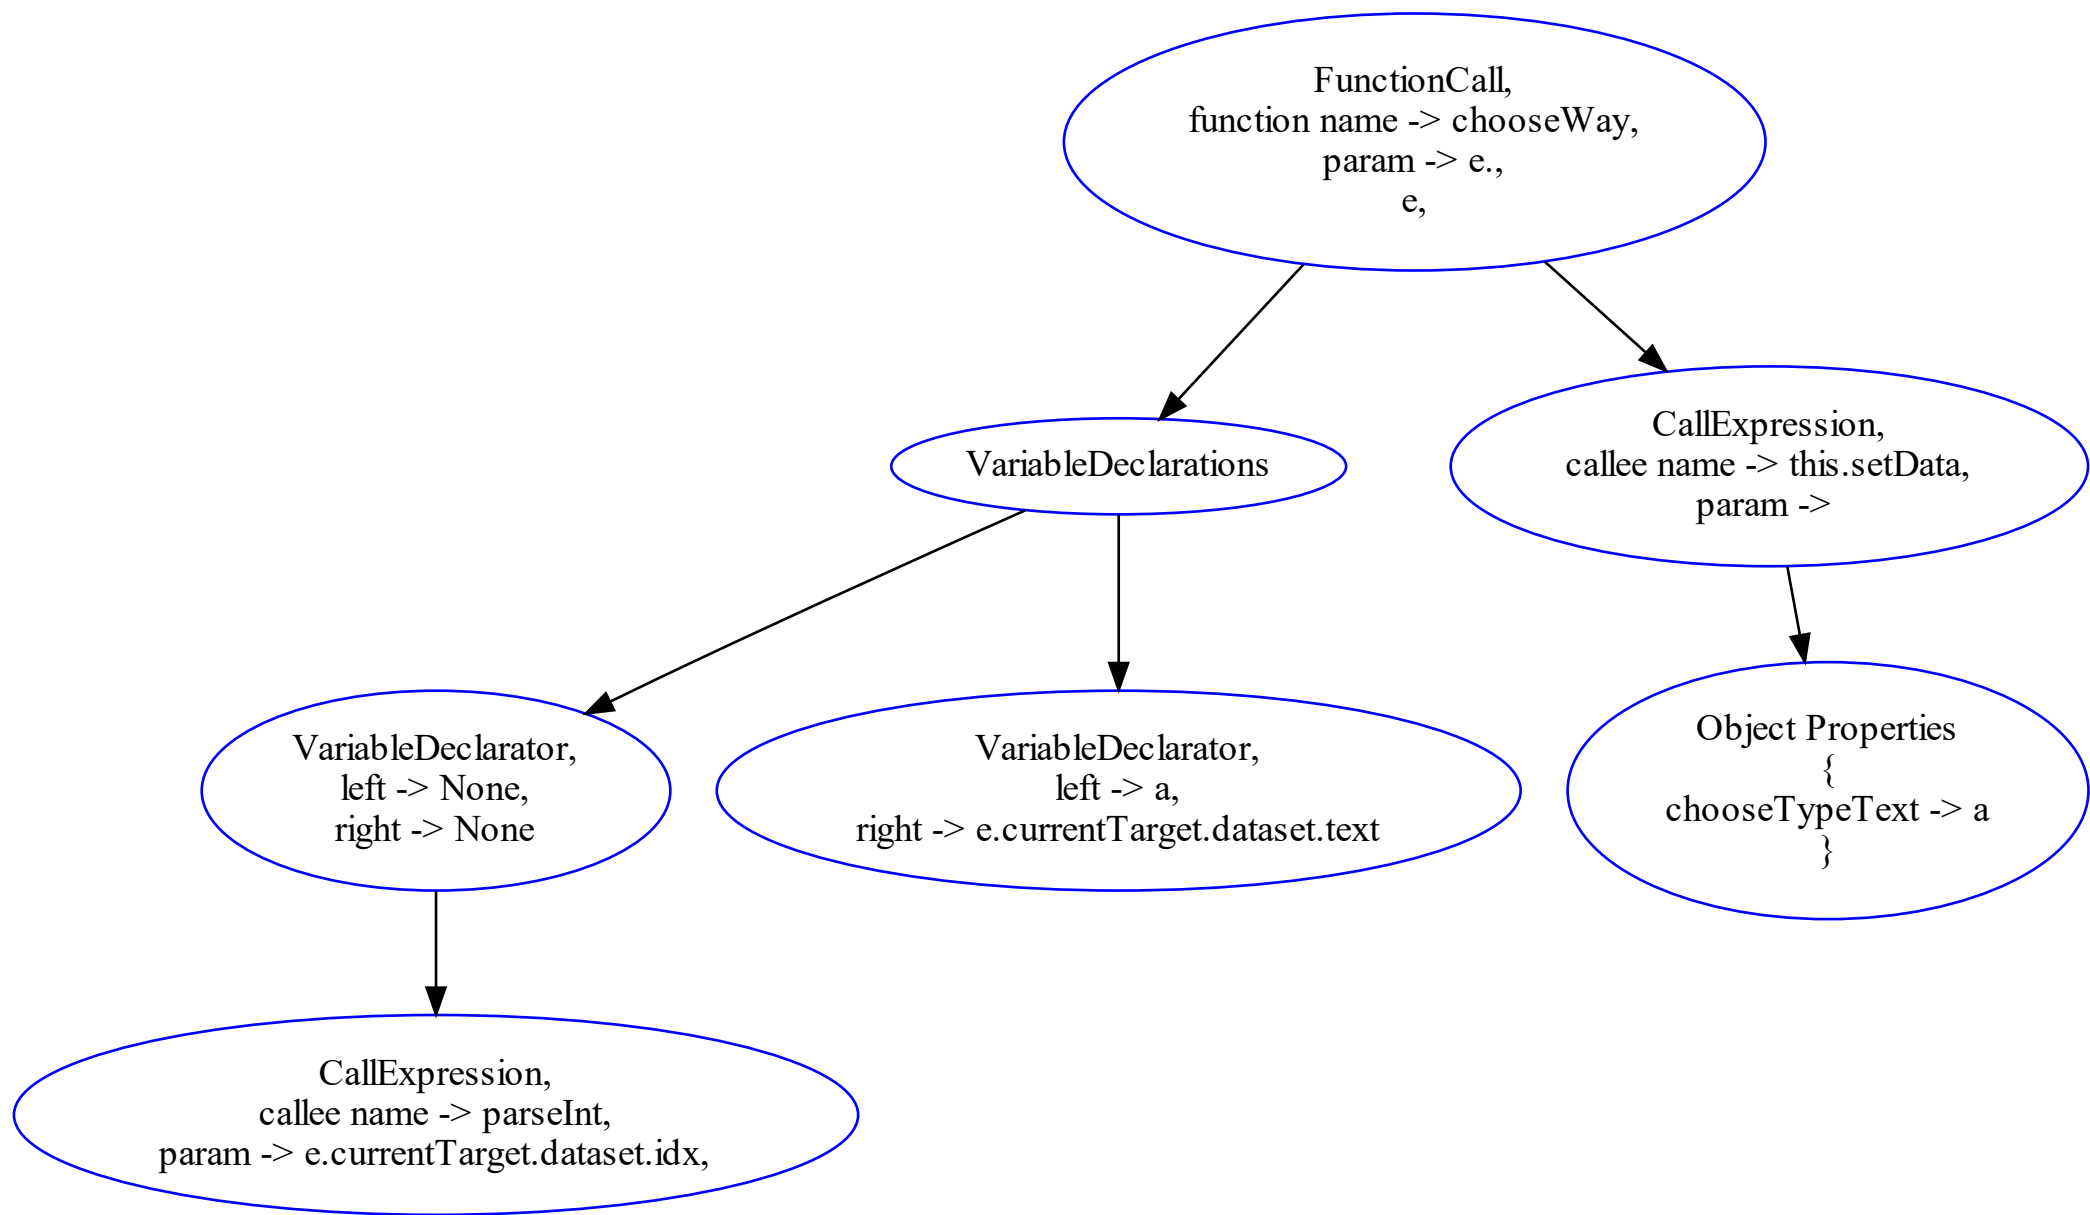 FunctionCall,
function name -> chooseWay,
param -> e.,
e,
VariableDeclarations
CallExpression,
callee name -> this.setData,
param ->
VariableDeclarator,
left -> None,
right -> None
VariableDeclarator,
left -> a,
right -> e.currentTarget.dataset.text
Object Properties
{
chooseTypeText -> a
}
CallExpression,
callee name -> parseInt,
param -> e.currentTarget.dataset.idx,